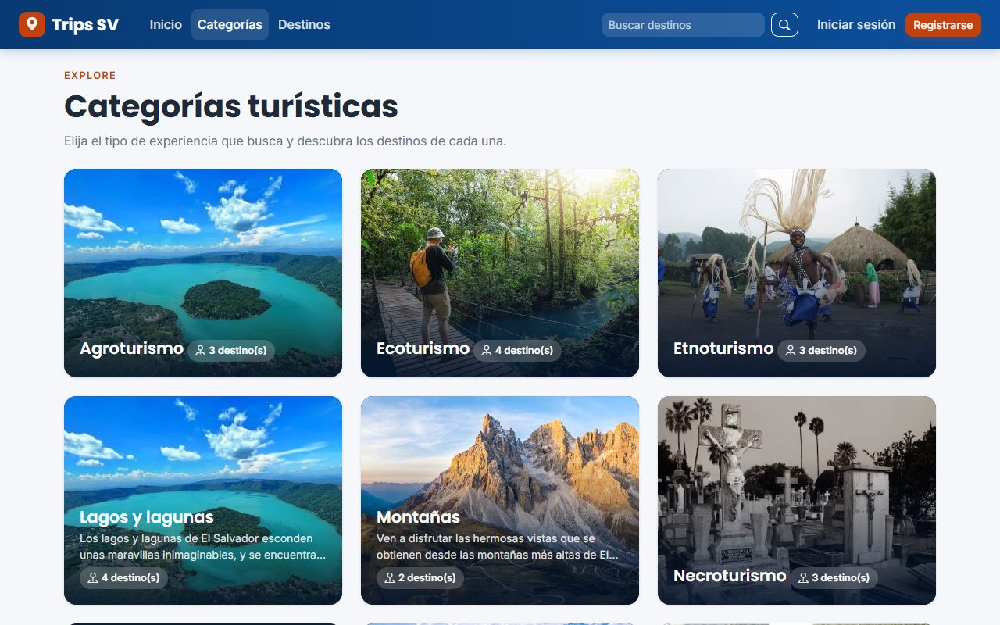 Trips SV
Inicio
Categorías
Destinos
Buscar destinos
Iniciar sesión
Registrarse
EXPLORE
Categorías turísticas
Elija el tipo de experiencia que busca y descubra los destinos de cada una.
Agroturismo 3 destino(s)
Ecoturismo 4 destino(s)
Etnoturismo 3 destino(s)
Lagos y lagunas
Los lagos y lagunas de El Salvador esconden
unas maravillas inimaginables, y se encuentra...
4 destino(s)
Montañas
Ven a disfrutar las hermosas vistas que se
obtienen desde las montañas más altas de El...
2 destino(s)
Necroturismo 3 destino(s)